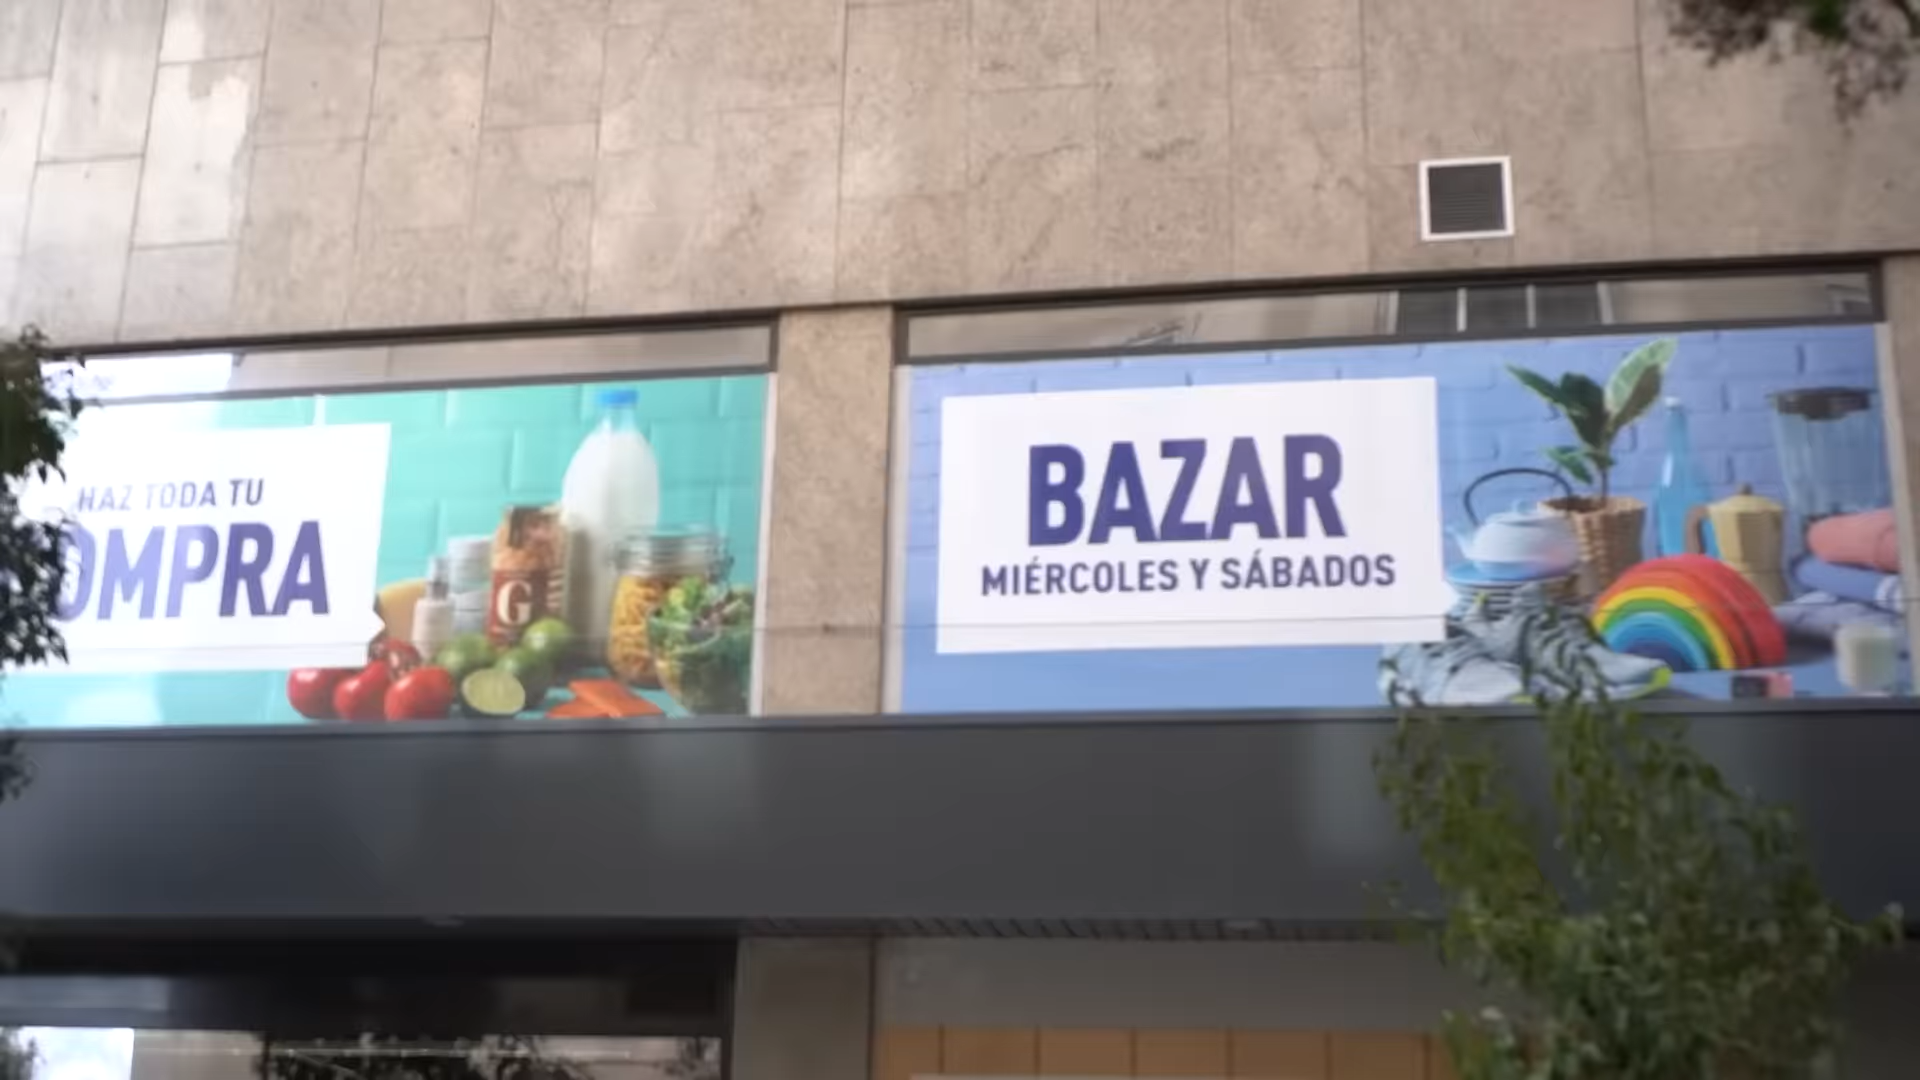 HAZ TODA TU
OMPRA
G
BAZAR
MIÉRCOLES Y SÁBADOS